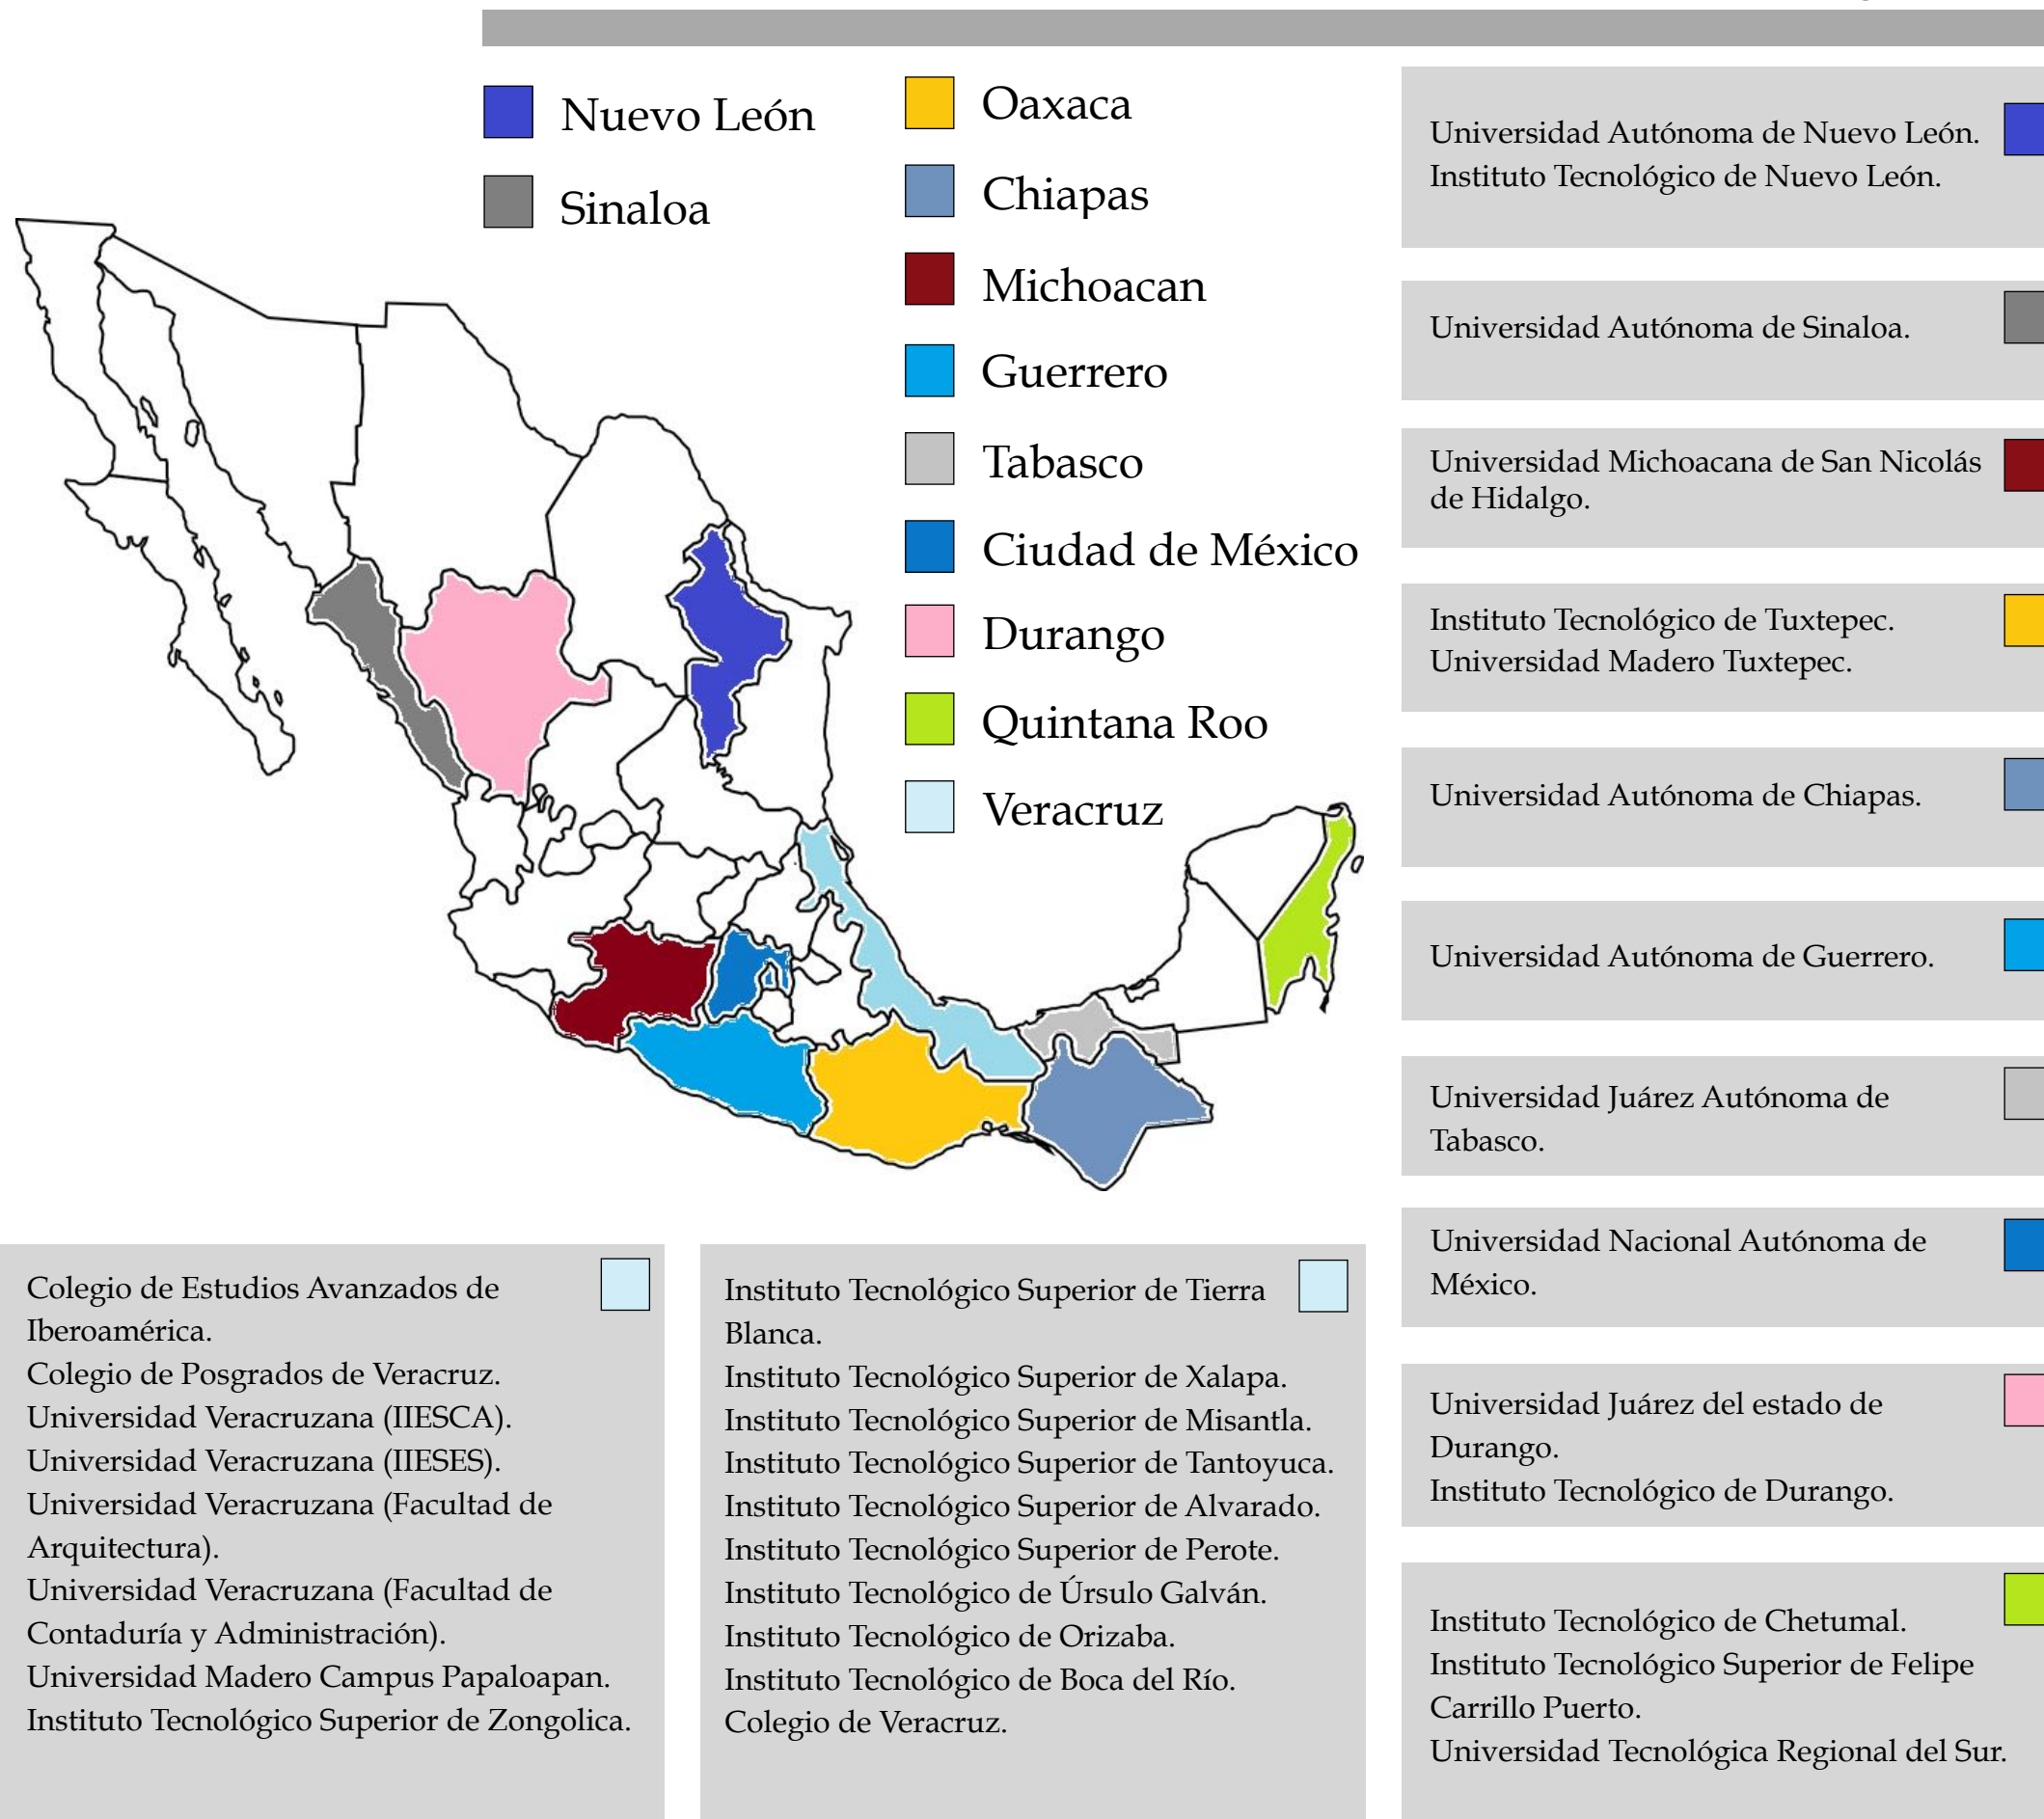 Nuevo León
Sinaloa
Oaxaca
Chiapas
Michoacan
Guerrero
Tabasco
Ciudad de México
Durango
Quintana Roo
Veracruz
Universidad Autónoma de Nuevo León.
Instituto Tecnológico de Nuevo León.
Universidad Autónoma de Sinaloa.
Universidad Michoacana de San Nicolás
de Hidalgo.
Instituto Tecnológico de Tuxtepec.
Universidad Madero Tuxtepec.
Universidad Autónoma de Chiapas.
Universidad Autónoma de Guerrero.
Universidad Juárez Autónoma de
Tabasco.
Universidad Nacional Autónoma de
México.
Universidad Juárez del estado de
Durango.
Instituto Tecnológico de Durango.
Instituto Tecnológico de Chetumal.
Instituto Tecnológico Superior de Felipe
Carrillo Puerto.
Universidad Tecnológica Regional del Sur.
Colegio de Estudios Avanzados de
Iberoamérica.
Colegio de Posgrados de Veracruz.
Universidad Veracruzana (IIESCA).
Universidad Veracruzana (IIESES).
Universidad Veracruzana (Facultad de
Arquitectura).
Universidad Veracruzana (Facultad de
Contaduría y Administración).
Universidad Madero Campus Papaloapan.
Instituto Tecnológico Superior de Zongolica.
Instituto Tecnológico Superior de Tierra
Blanca.
Instituto Tecnológico Superior de Xalapa.
Instituto Tecnológico Superior de Misantla.
Instituto Tecnológico Superior de Tantoyuca.
Instituto Tecnológico Superior de Alvarado.
Instituto Tecnológico Superior de Perote.
Instituto Tecnológico de Úrsulo Galván.
Instituto Tecnológico de Orizaba.
Instituto Tecnológico de Boca del Río.
Colegio de Veracruz.